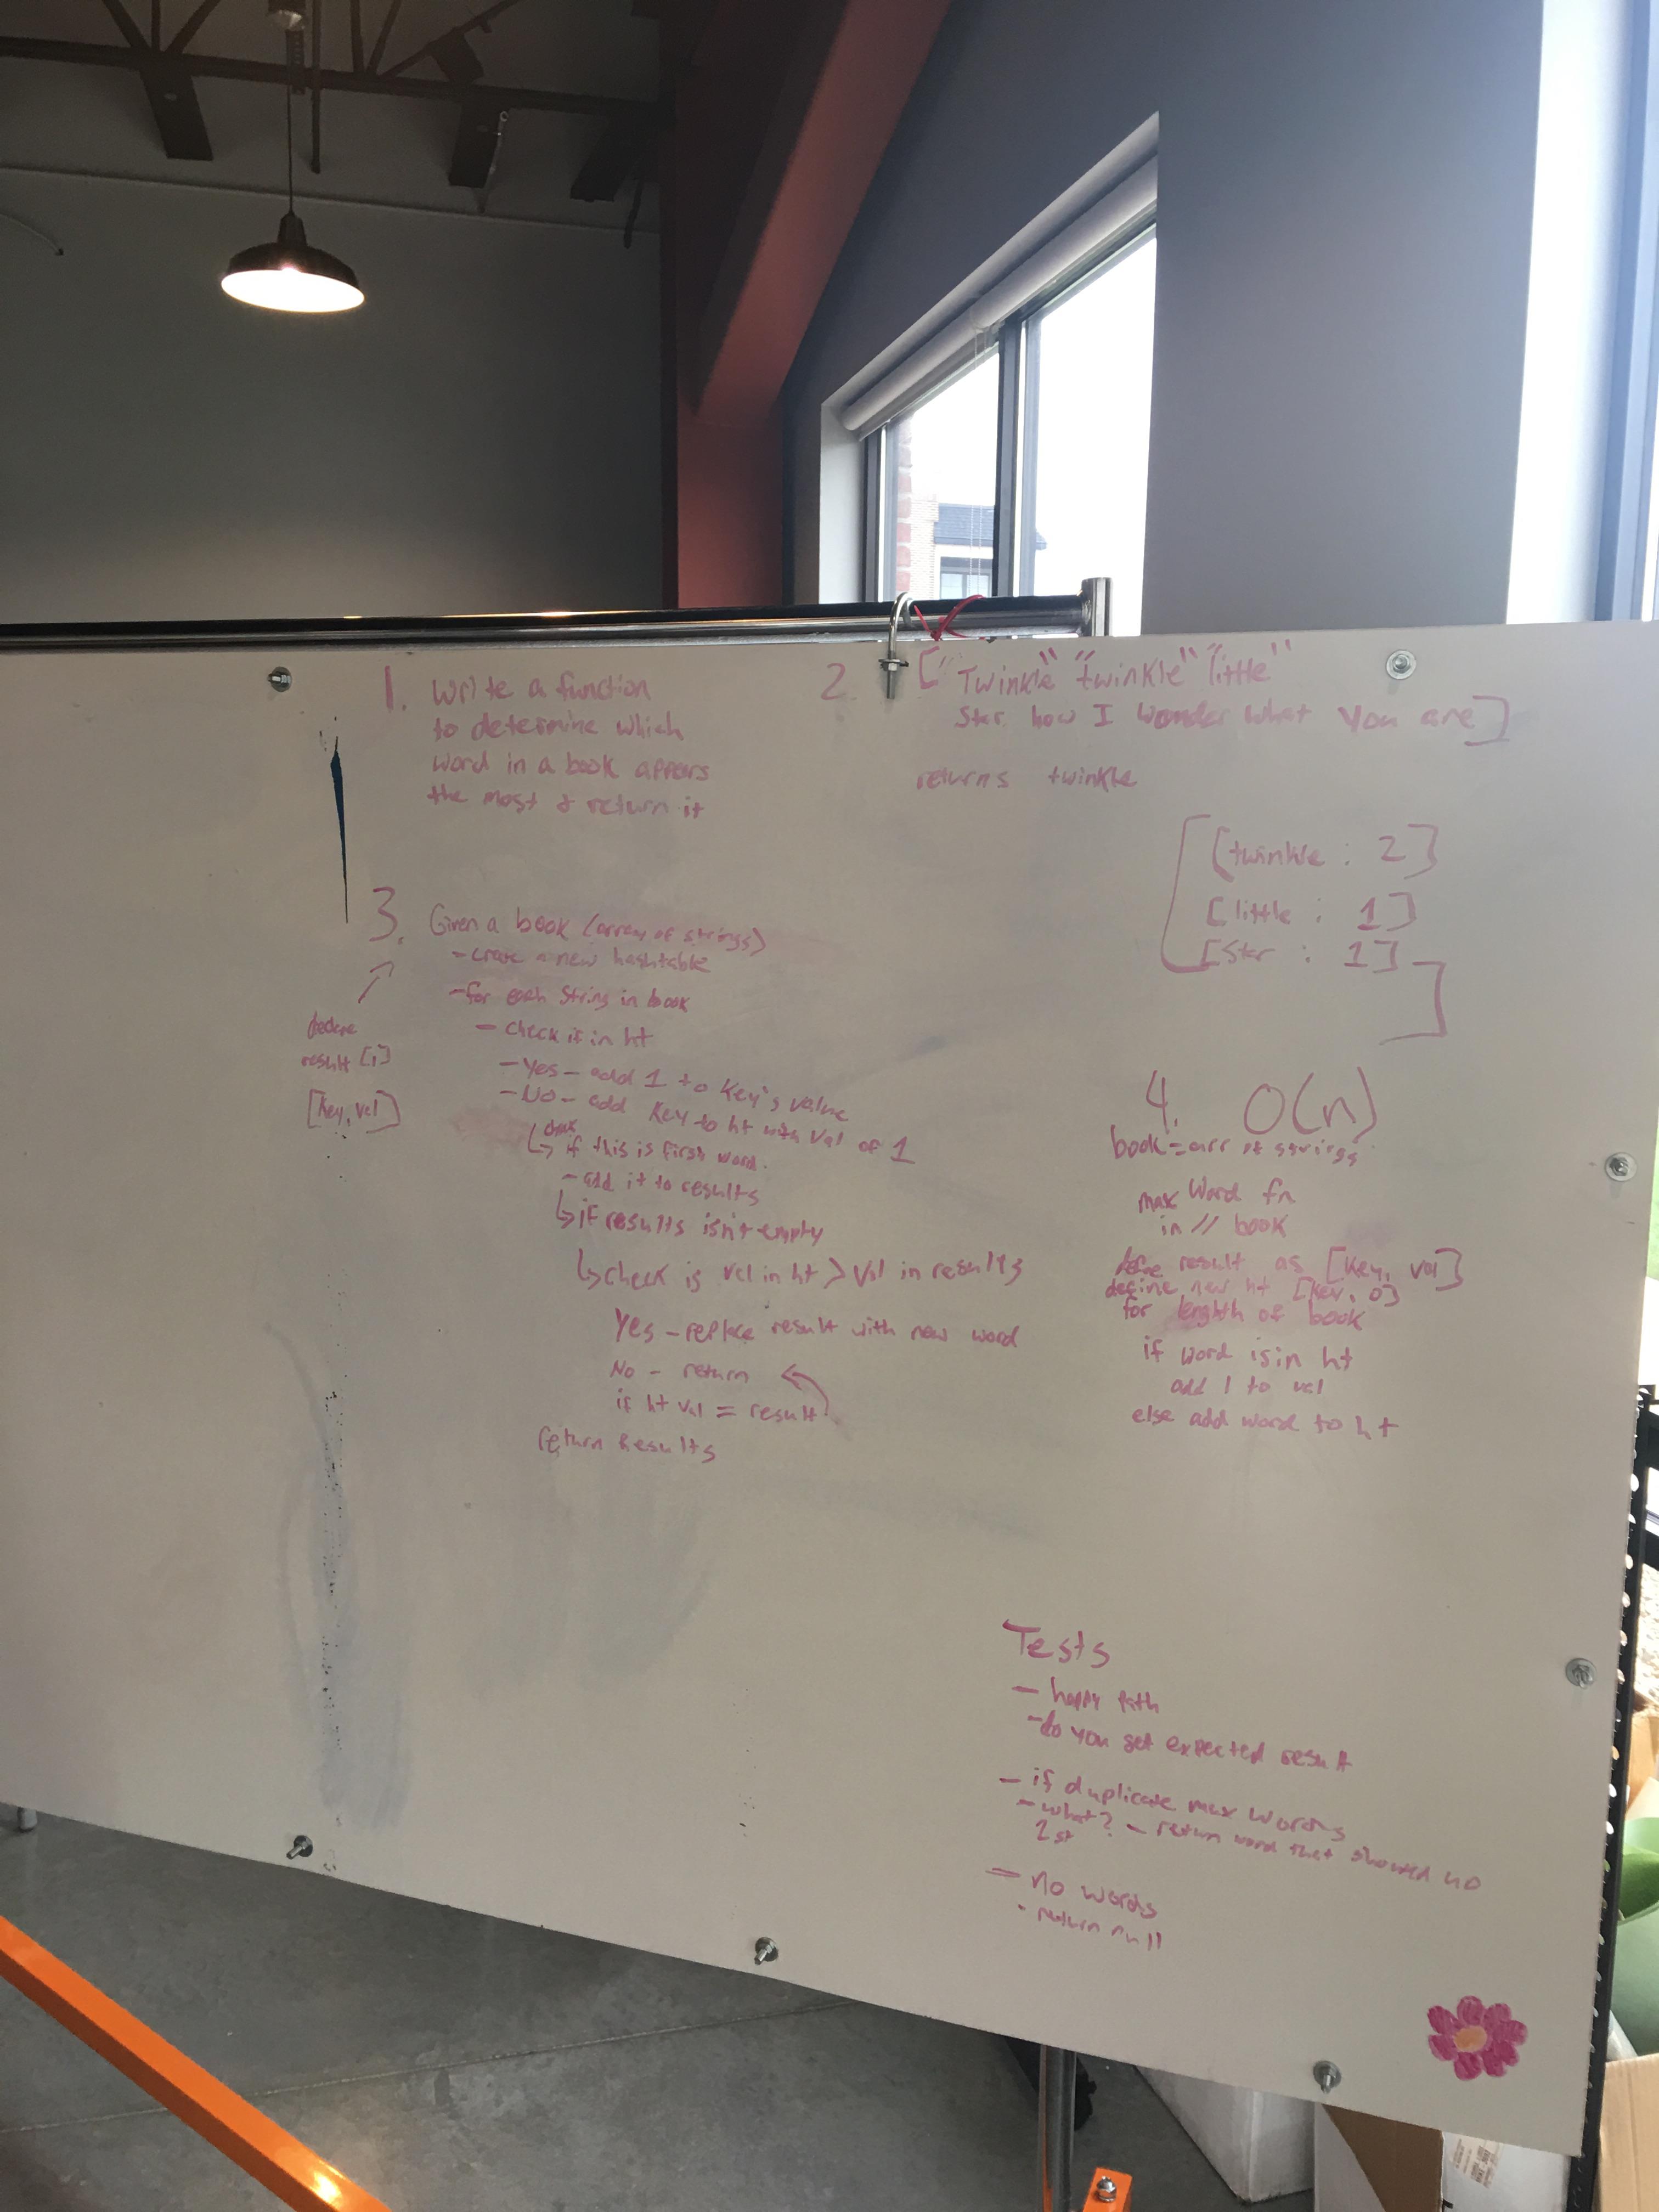 1. Write a function
to determine which
word in a book appears
the most & return it
2. ["Twinkle" "twinkle" "little"
Star how I wonder what you are]
returns twinkle
[[twinkle : 2]
[little : 1]
[Star : 1]
]
3. Given a book (array of strings)
- create a new hashtable
- for each string in book
- check if in ht
- Yes - add 1 to key's value
- No - add key to ht with val of 1
↳ check if this is first word.
- add it to results
↳ if results isn't empty
↳ check is val in ht > val in results
Yes - replace result with new word
No - return
if ht val = result
return results
declare
result []
[key, val]
4. O(n)
book = arr of strings
max Word fn
in // book
define result as [key, val]
define new ht [key, 0]
for length of book
if word is in ht
add 1 to val
else add word to ht
Tests
- happy path
- do you get expected result
- if duplicate max words
- what? - return word that showed up
1st
- no words
- return null